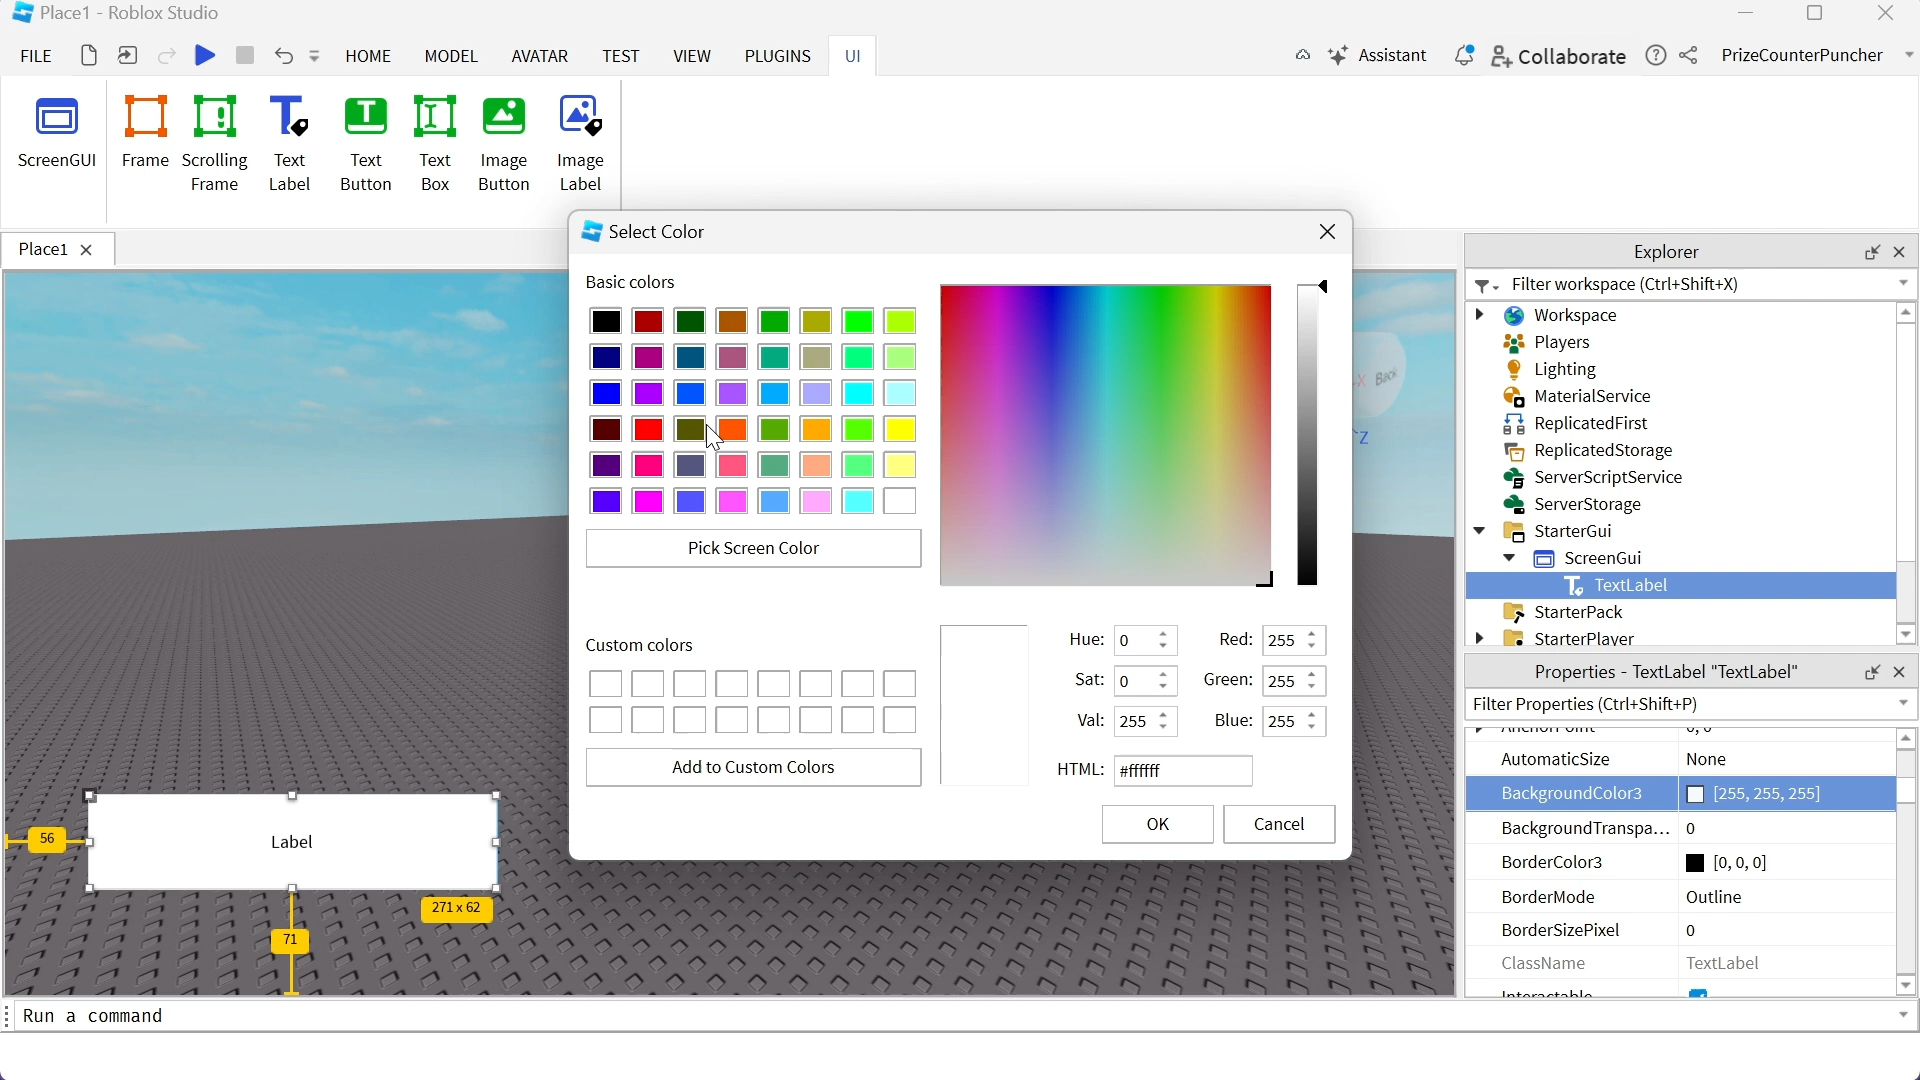 Place1 - Roblox Studio
FILE
HOME
MODEL
AVATAR
TEST
VIEW
PLUGINS
UI
Assistant
Collaborate
PrizeCounterPuncher
ScreenGUI
Frame
Scrolling
Frame
Text
Label
Text
Button
Text
Box
Image
Button
Image
Label
Place1
Select Color
Basic colors
Pick Screen Color
Custom colors
Add to Custom Colors
Hue: 0
Red: 255
Sat: 0
Green: 255
Val: 255
Blue: 255
HTML: #ffffff
OK
Cancel
X
Back
Z
56
Label
271 x 62
71
Explorer
Filter workspace (Ctrl+Shift+X)
Workspace
Players
Lighting
MaterialService
ReplicatedFirst
ReplicatedStorage
ServerScriptService
ServerStorage
StarterGui
ScreenGui
TextLabel
StarterPack
StarterPlayer
Properties - TextLabel "TextLabel"
Filter Properties (Ctrl+Shift+P)
AnchorPoint 0, 0
AutomaticSize None
BackgroundColor3 [255, 255, 255]
BackgroundTranspa... 0
BorderColor3 [0, 0, 0]
BorderMode Outline
BorderSizePixel 0
ClassName TextLabel
Interactable
Run a command